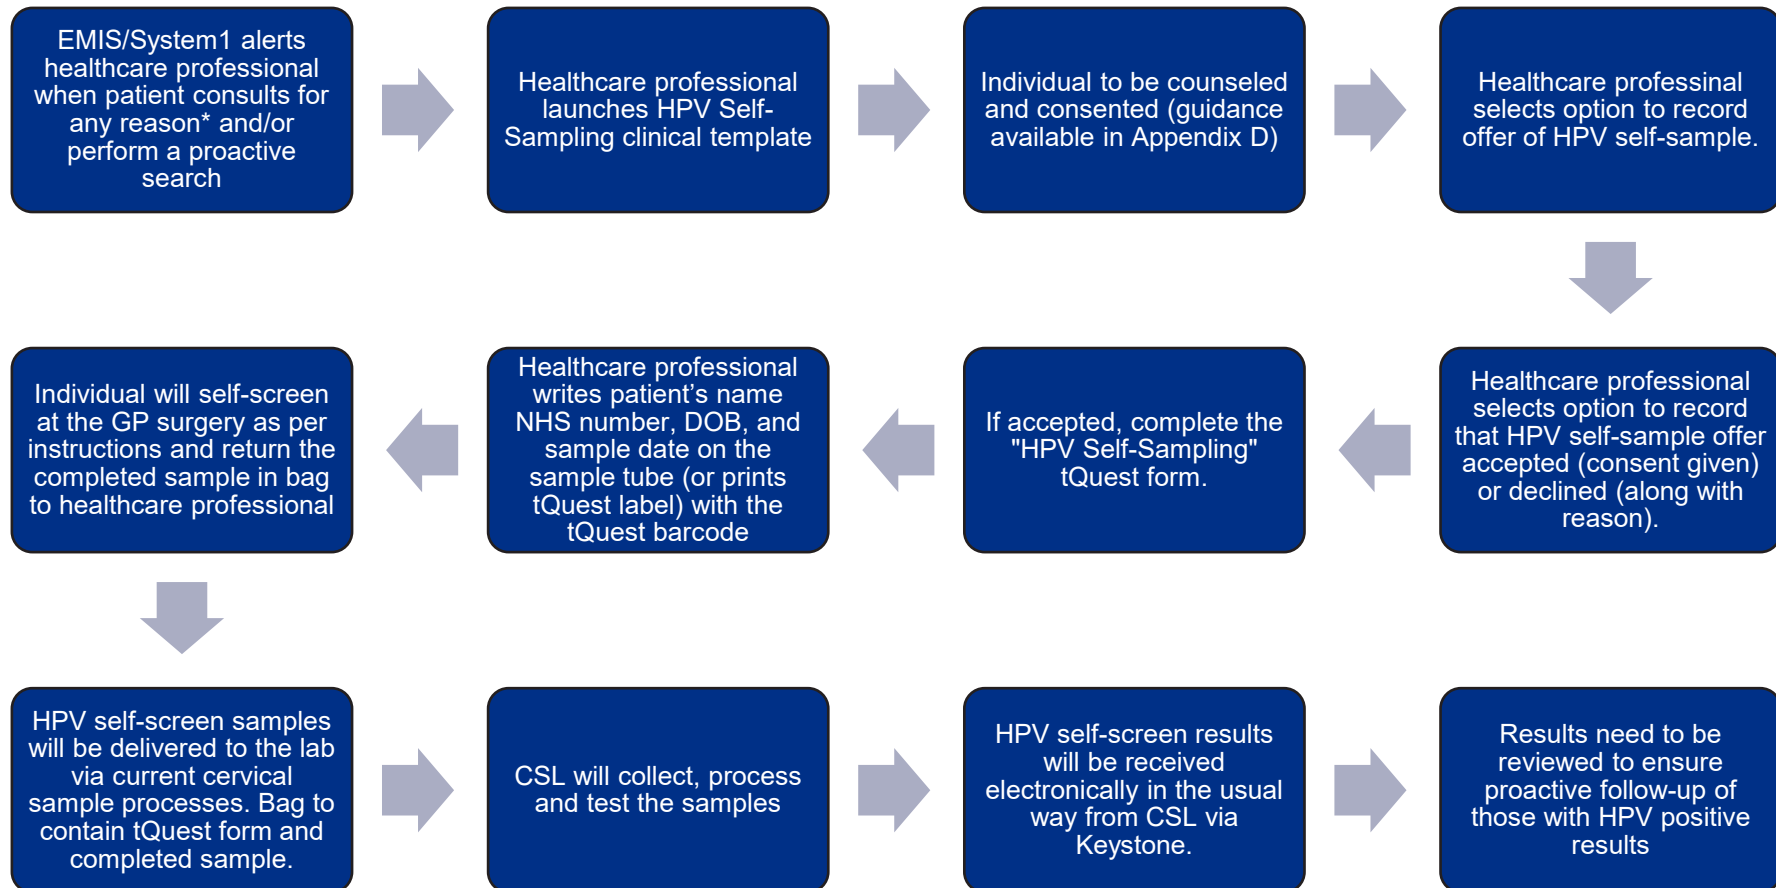 EMIS/System1 alerts
healthcare professional
when patient consults for
any reason* and/or
perform a proactive
search
Healthcare professional
launches HPV Self-
Sampling clinical template
Individual to be counseled
and consented (guidance
available in Appendix D)
Healthcare professinal
selects option to record
offer of HPV self-sample.
Healthcare professional
selects option to record
that HPV self-sample offer
accepted (consent given)
or declined (along with
reason).
If accepted, complete the
"HPV Self-Sampling"
tQuest form.
Healthcare professional
writes patient’s name
NHS number, DOB, and
sample date on the
sample tube (or prints
tQuest label) with the
tQuest barcode
Individual will self-screen
at the GP surgery as per
instructions and return the
completed sample in bag
to healthcare professional
HPV self-screen samples
will be delivered to the lab
via current cervical
sample processes. Bag to
contain tQuest form and
completed sample.
CSL will collect, process
and test the samples
HPV self-screen results
will be received
electronically in the usual
way from CSL via
Keystone.
Results need to be
reviewed to ensure
proactive follow-up of
those with HPV positive
results